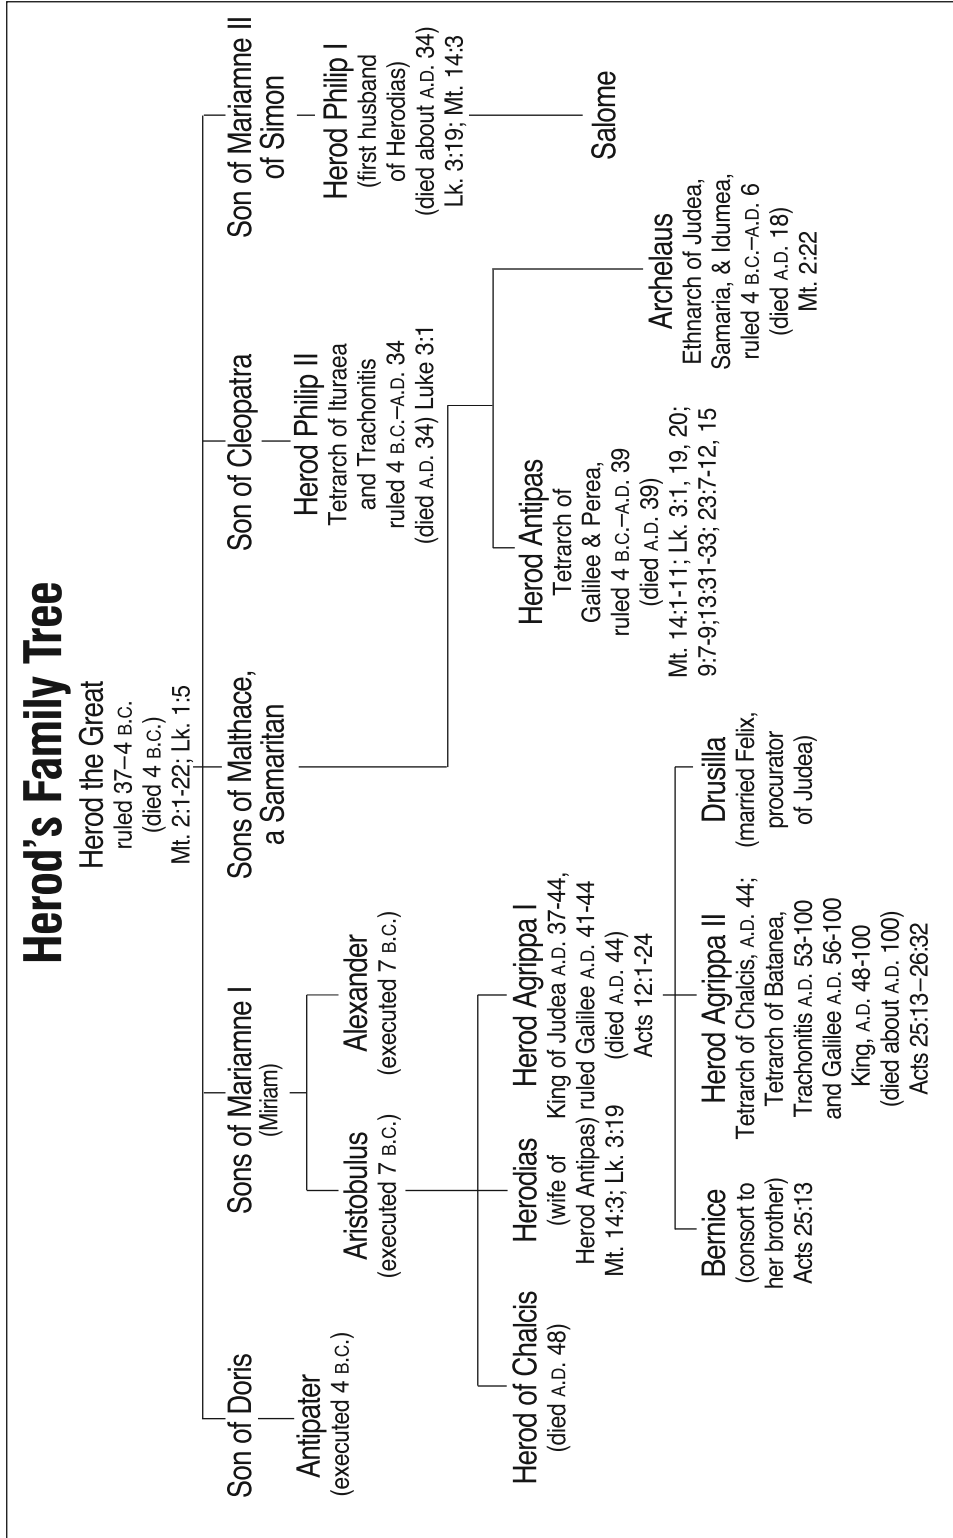 Herod's Family Tree
Herod the Great
ruled 37–4 B.C.
(died 4 B.C.)
Mt. 2:1-22; Lk. 1:5
Son of Doris
Antipater
(executed 4 B.C.)
Sons of Mariamne I
(Miriam)
Aristobulus
(executed 7 B.C.)
Alexander
(executed 7 B.C.)
Sons of Malthace,
a Samaritan
Son of Cleopatra
Herod Philip II
Tetrarch of Ituraea
and Trachonitis
ruled 4 B.C.–A.D. 34
(died A.D. 34) Luke 3:1
Son of Mariamne II
of Simon
Herod Philip I
(first husband
of Herodias)
(died about A.D. 34)
Lk. 3:19; Mt. 14:3
Herod of Chalcis
(died A.D. 48)
Herodias
(wife of
Herod Antipas)
Mt. 14:3; Lk. 3:19
Herod Agrippa I
King of Judea A.D. 37-44,
ruled Galilee A.D. 41-44
(died A.D. 44)
Acts 12:1-24
Herod Antipas
Tetrarch of
Galilee & Perea,
ruled 4 B.C.–A.D. 39
(died A.D. 39)
Mt. 14:1-11; Lk. 3:1, 19, 20;
9:7-9;13:31-33; 23:7-12, 15
Archelaus
Ethnarch of Judea,
Samaria, & Idumea,
ruled 4 B.C.–A.D. 6
(died A.D. 18)
Mt. 2:22
Salome
Bernice
(consort to
her brother)
Acts 25:13
Herod Agrippa II
Tetrarch of Chalcis, A.D. 44;
Tetrarch of Batanea,
Trachonitis A.D. 53-100
and Galilee A.D. 56-100
King, A.D. 48-100
(died about A.D. 100)
Acts 25:13–26:32
Drusilla
(married Felix,
procurator
of Judea)